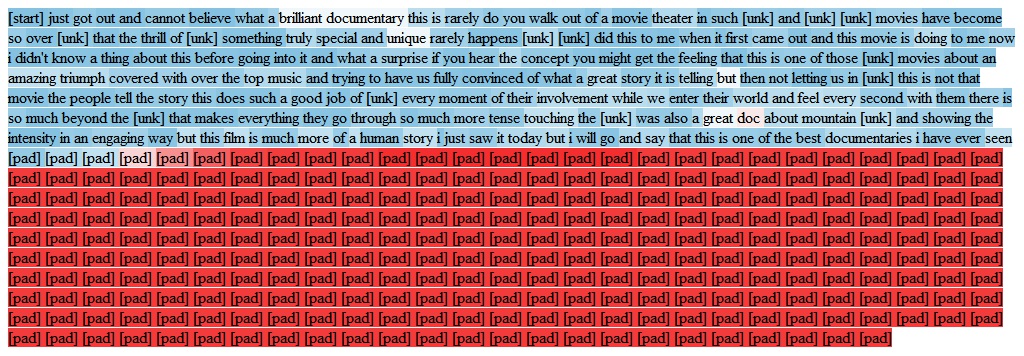 [start] just got out and cannot believe what a brilliant documentary this is rarely do you walk out of a movie theater in such [unk] and [unk] [unk] movies have become
so over [unk] that the thrill of [unk] something truly special and unique rarely happens [unk] [unk] did this to me when it first came out and this movie is doing to me now
i didn't know a thing about this before going into it and what a surprise if you hear the concept you might get the feeling that this is one of those [unk] movies about an
amazing triumph covered with over the top music and trying to have us fully convinced of what a great story it is telling but then not letting us in [unk] this is not that
movie the people tell the story this does such a good job of [unk] every moment of their involvement while we enter their world and feel every second with them there is
so much beyond the [unk] that makes everything they go through so much more tense touching the [unk] was also a great doc about mountain [unk] and showing the
intensity in an engaging way but this film is much more of a human story i just saw it today but i will go and say that this is one of the best documentaries i have ever seen
[pad] [pad] [pad] [pad] [pad] [pad] [pad] [pad] [pad] [pad] [pad] [pad] [pad] [pad] [pad] [pad] [pad] [pad] [pad] [pad] [pad] [pad] [pad] [pad] [pad] [pad] [pad]
[pad] [pad] [pad] [pad] [pad] [pad] [pad] [pad] [pad] [pad] [pad] [pad] [pad] [pad] [pad] [pad] [pad] [pad] [pad] [pad] [pad] [pad] [pad] [pad] [pad] [pad] [pad]
[pad] [pad] [pad] [pad] [pad] [pad] [pad] [pad] [pad] [pad] [pad] [pad] [pad] [pad] [pad] [pad] [pad] [pad] [pad] [pad] [pad] [pad] [pad] [pad] [pad] [pad] [pad]
[pad] [pad] [pad] [pad] [pad] [pad] [pad] [pad] [pad] [pad] [pad] [pad] [pad] [pad] [pad] [pad] [pad] [pad] [pad] [pad] [pad] [pad] [pad] [pad] [pad] [pad] [pad]
[pad] [pad] [pad] [pad] [pad] [pad] [pad] [pad] [pad] [pad] [pad] [pad] [pad] [pad] [pad] [pad] [pad] [pad] [pad] [pad] [pad] [pad] [pad] [pad] [pad] [pad] [pad]
[pad] [pad] [pad] [pad] [pad] [pad] [pad] [pad] [pad] [pad] [pad] [pad] [pad] [pad] [pad] [pad] [pad] [pad] [pad] [pad] [pad] [pad] [pad] [pad] [pad] [pad] [pad]
[pad] [pad] [pad] [pad] [pad] [pad] [pad] [pad] [pad] [pad] [pad] [pad] [pad] [pad] [pad] [pad] [pad] [pad] [pad] [pad] [pad] [pad] [pad] [pad] [pad] [pad] [pad]
[pad] [pad] [pad] [pad] [pad] [pad] [pad] [pad] [pad] [pad] [pad] [pad] [pad] [pad] [pad] [pad] [pad] [pad] [pad] [pad] [pad] [pad] [pad] [pad] [pad] [pad] [pad]
[pad] [pad] [pad] [pad] [pad] [pad] [pad] [pad] [pad] [pad] [pad] [pad] [pad] [pad] [pad] [pad] [pad] [pad] [pad] [pad] [pad] [pad] [pad] [pad] [pad] [pad] [pad]
[pad] [pad] [pad] [pad] [pad] [pad] [pad] [pad] [pad] [pad] [pad] [pad] [pad] [pad] [pad] [pad] [pad] [pad] [pad] [pad] [pad] [pad] [pad] [pad]